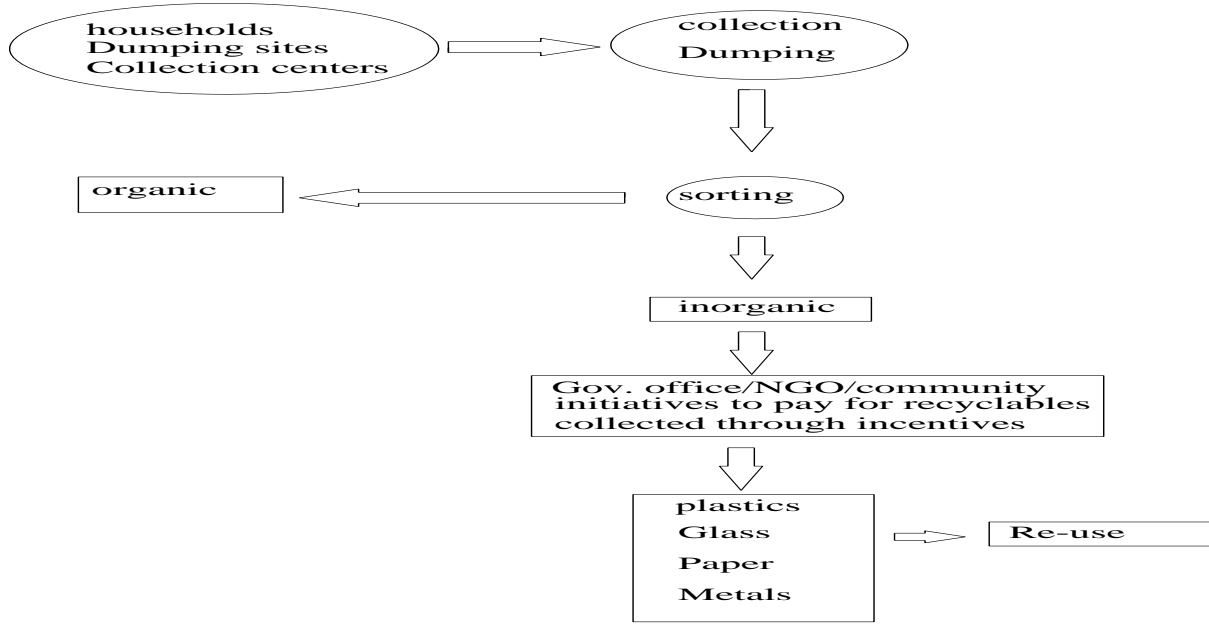 households
Dumping sites
Collection centers
collection
Dumping
organic
sorting
inorganic
Gov. office/NGO/community
initiatives to pay for recyclables
collected through incentives
plastics
Glass
Paper
Metals
Re-use